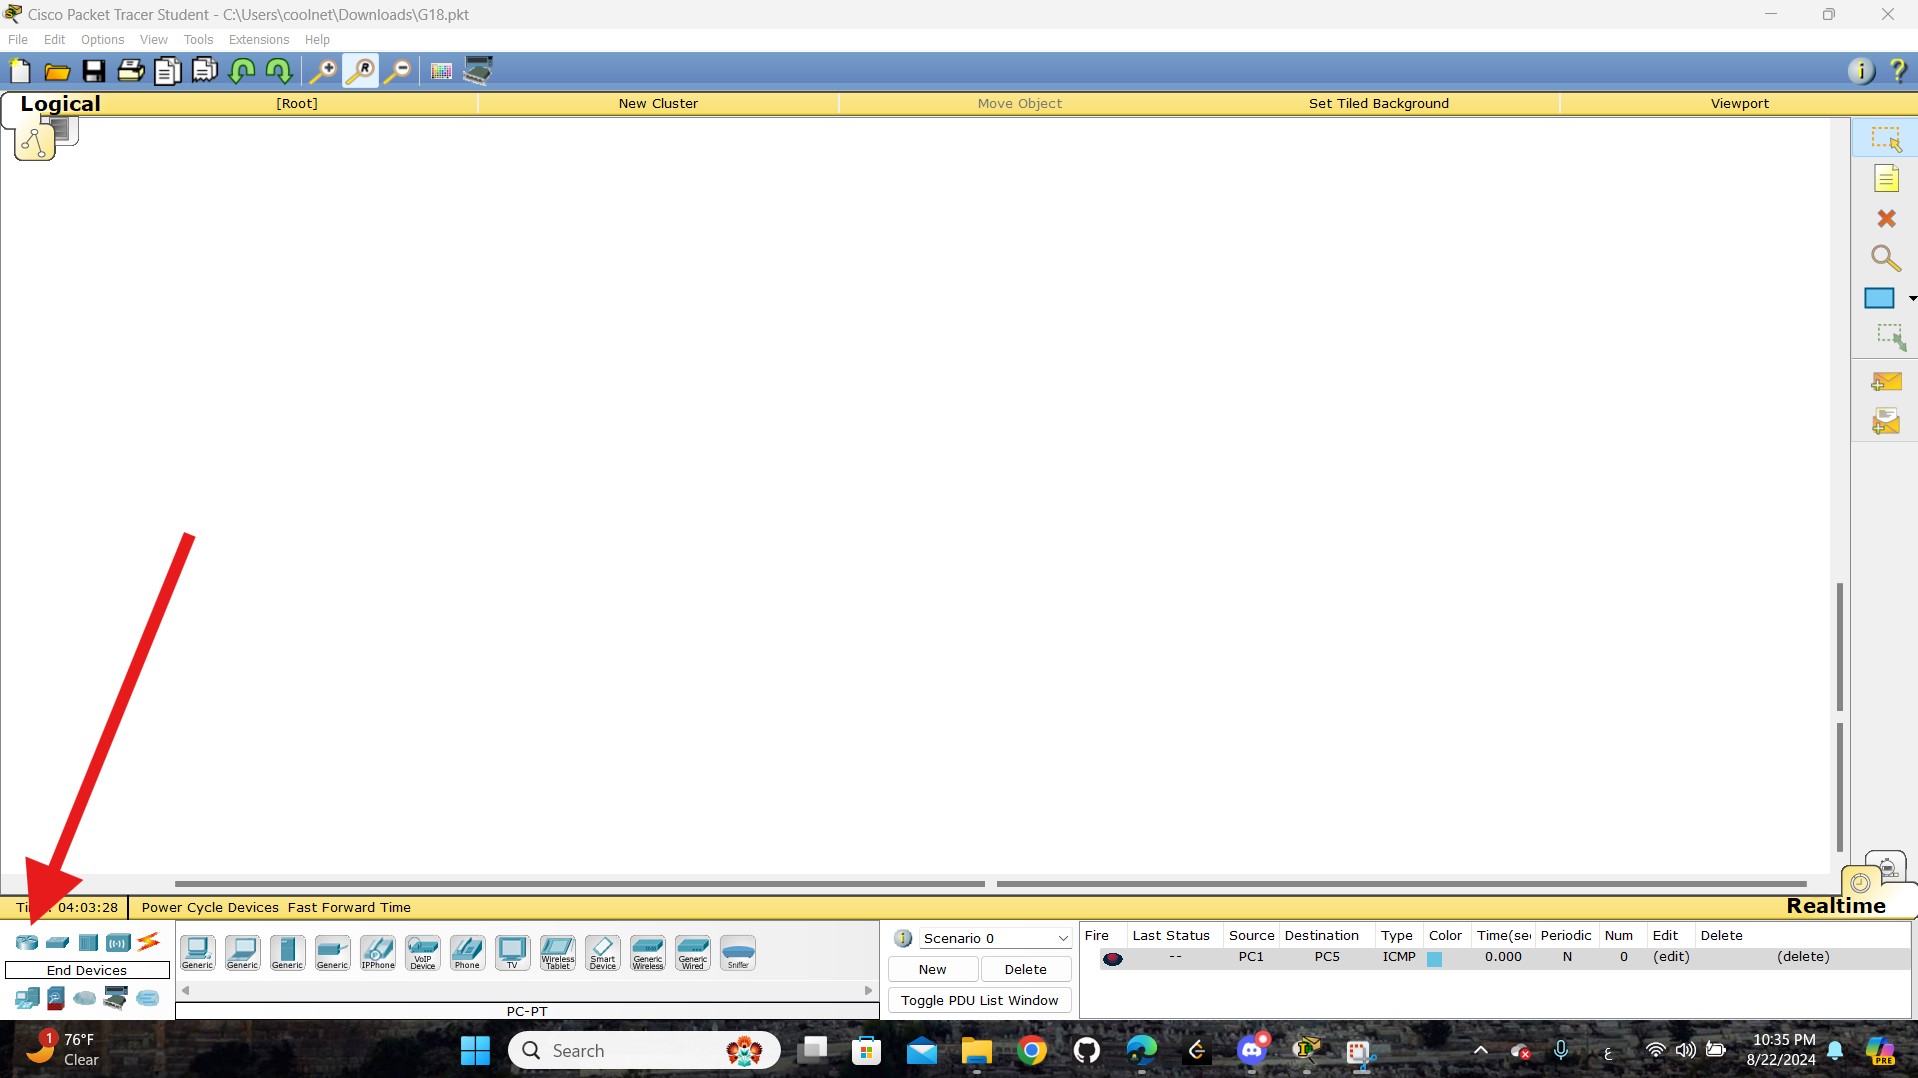 Cisco Packet Tracer Student - C:\Users\coolnet\Downloads\G18.pkt
File Edit Options View Tools Extensions Help
Logical [Root] New Cluster Move Object Set Tiled Background Viewport
04:03:28 Power Cycle Devices Fast Forward Time
Realtime
End Devices
Generic Generic Generic Generic IPPhone VoIP Device Phone TV Wireless Tablet Smart Device Generic Wireless Generic Wired Sniffer
PC-PT
Scenario 0
New Delete
Toggle PDU List Window
Fire Last Status Source Destination Type Color Time(se Periodic Num Edit Delete
-- PC1 PC5 ICMP 0.000 N 0 (edit) (delete)
1 76°F
Clear
Search
ع
10:35 PM
8/22/2024
PRE